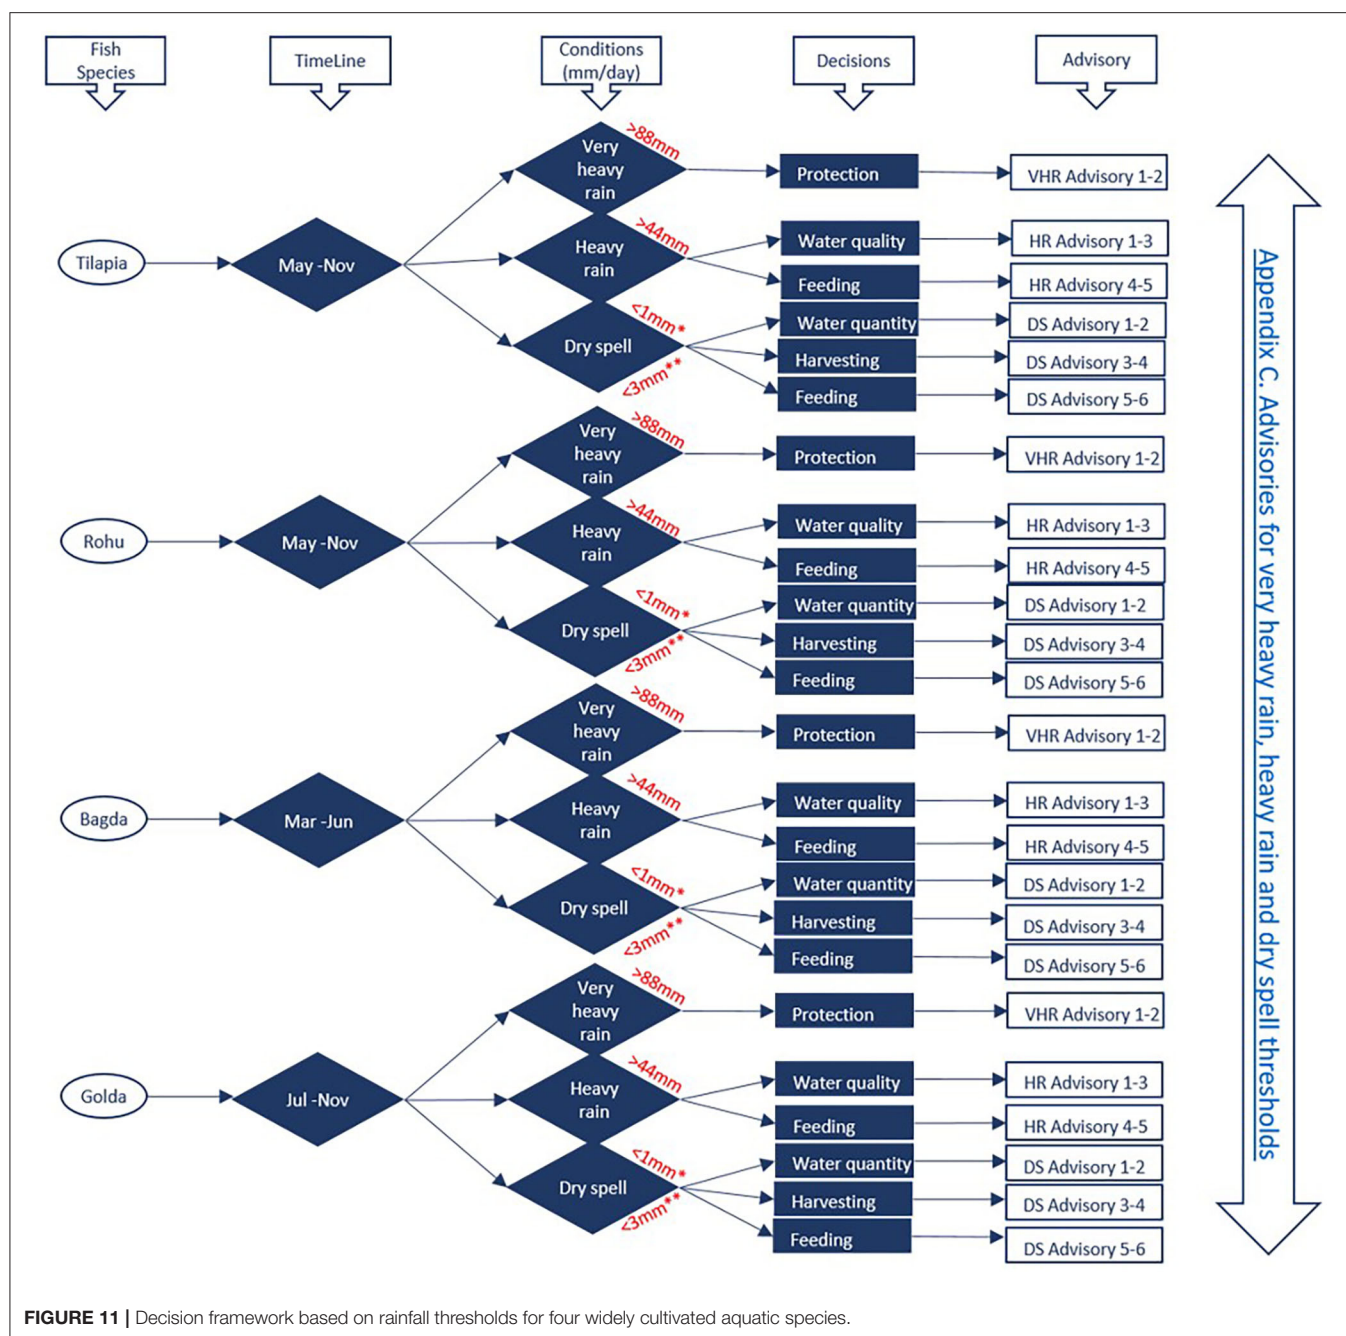 Fish
Species
TimeLine
Conditions
(mm/day)
Decisions
Advisory
Tilapia
May -Nov
Very
heavy
rain
>88mm
Protection
VHR Advisory 1-2
Heavy
rain
>44mm
Water quality
HR Advisory 1-3
Feeding
HR Advisory 4-5
Dry spell
<1mm*
<3mm**
Water quantity
DS Advisory 1-2
Harvesting
DS Advisory 3-4
Feeding
DS Advisory 5-6
Rohu
May -Nov
Very
heavy
rain
>88mm
Protection
VHR Advisory 1-2
Heavy
rain
>44mm
Water quality
HR Advisory 1-3
Feeding
HR Advisory 4-5
Dry spell
<1mm*
<3mm**
Water quantity
DS Advisory 1-2
Harvesting
DS Advisory 3-4
Feeding
DS Advisory 5-6
Bagda
Mar -Jun
Very
heavy
rain
>88mm
Protection
VHR Advisory 1-2
Heavy
rain
>44mm
Water quality
HR Advisory 1-3
Feeding
HR Advisory 4-5
Dry spell
<1mm*
<3mm**
Water quantity
DS Advisory 1-2
Harvesting
DS Advisory 3-4
Feeding
DS Advisory 5-6
Golda
Jul -Nov
Very
heavy
rain
>88mm
Protection
VHR Advisory 1-2
Heavy
rain
>44mm
Water quality
HR Advisory 1-3
Feeding
HR Advisory 4-5
Dry spell
<1mm*
<3mm**
Water quantity
DS Advisory 1-2
Harvesting
DS Advisory 3-4
Feeding
DS Advisory 5-6
Appendix C. Advisories for very heavy rain, heavy rain and dry spell thresholds
FIGURE 11 | Decision framework based on rainfall thresholds for four widely cultivated aquatic species.